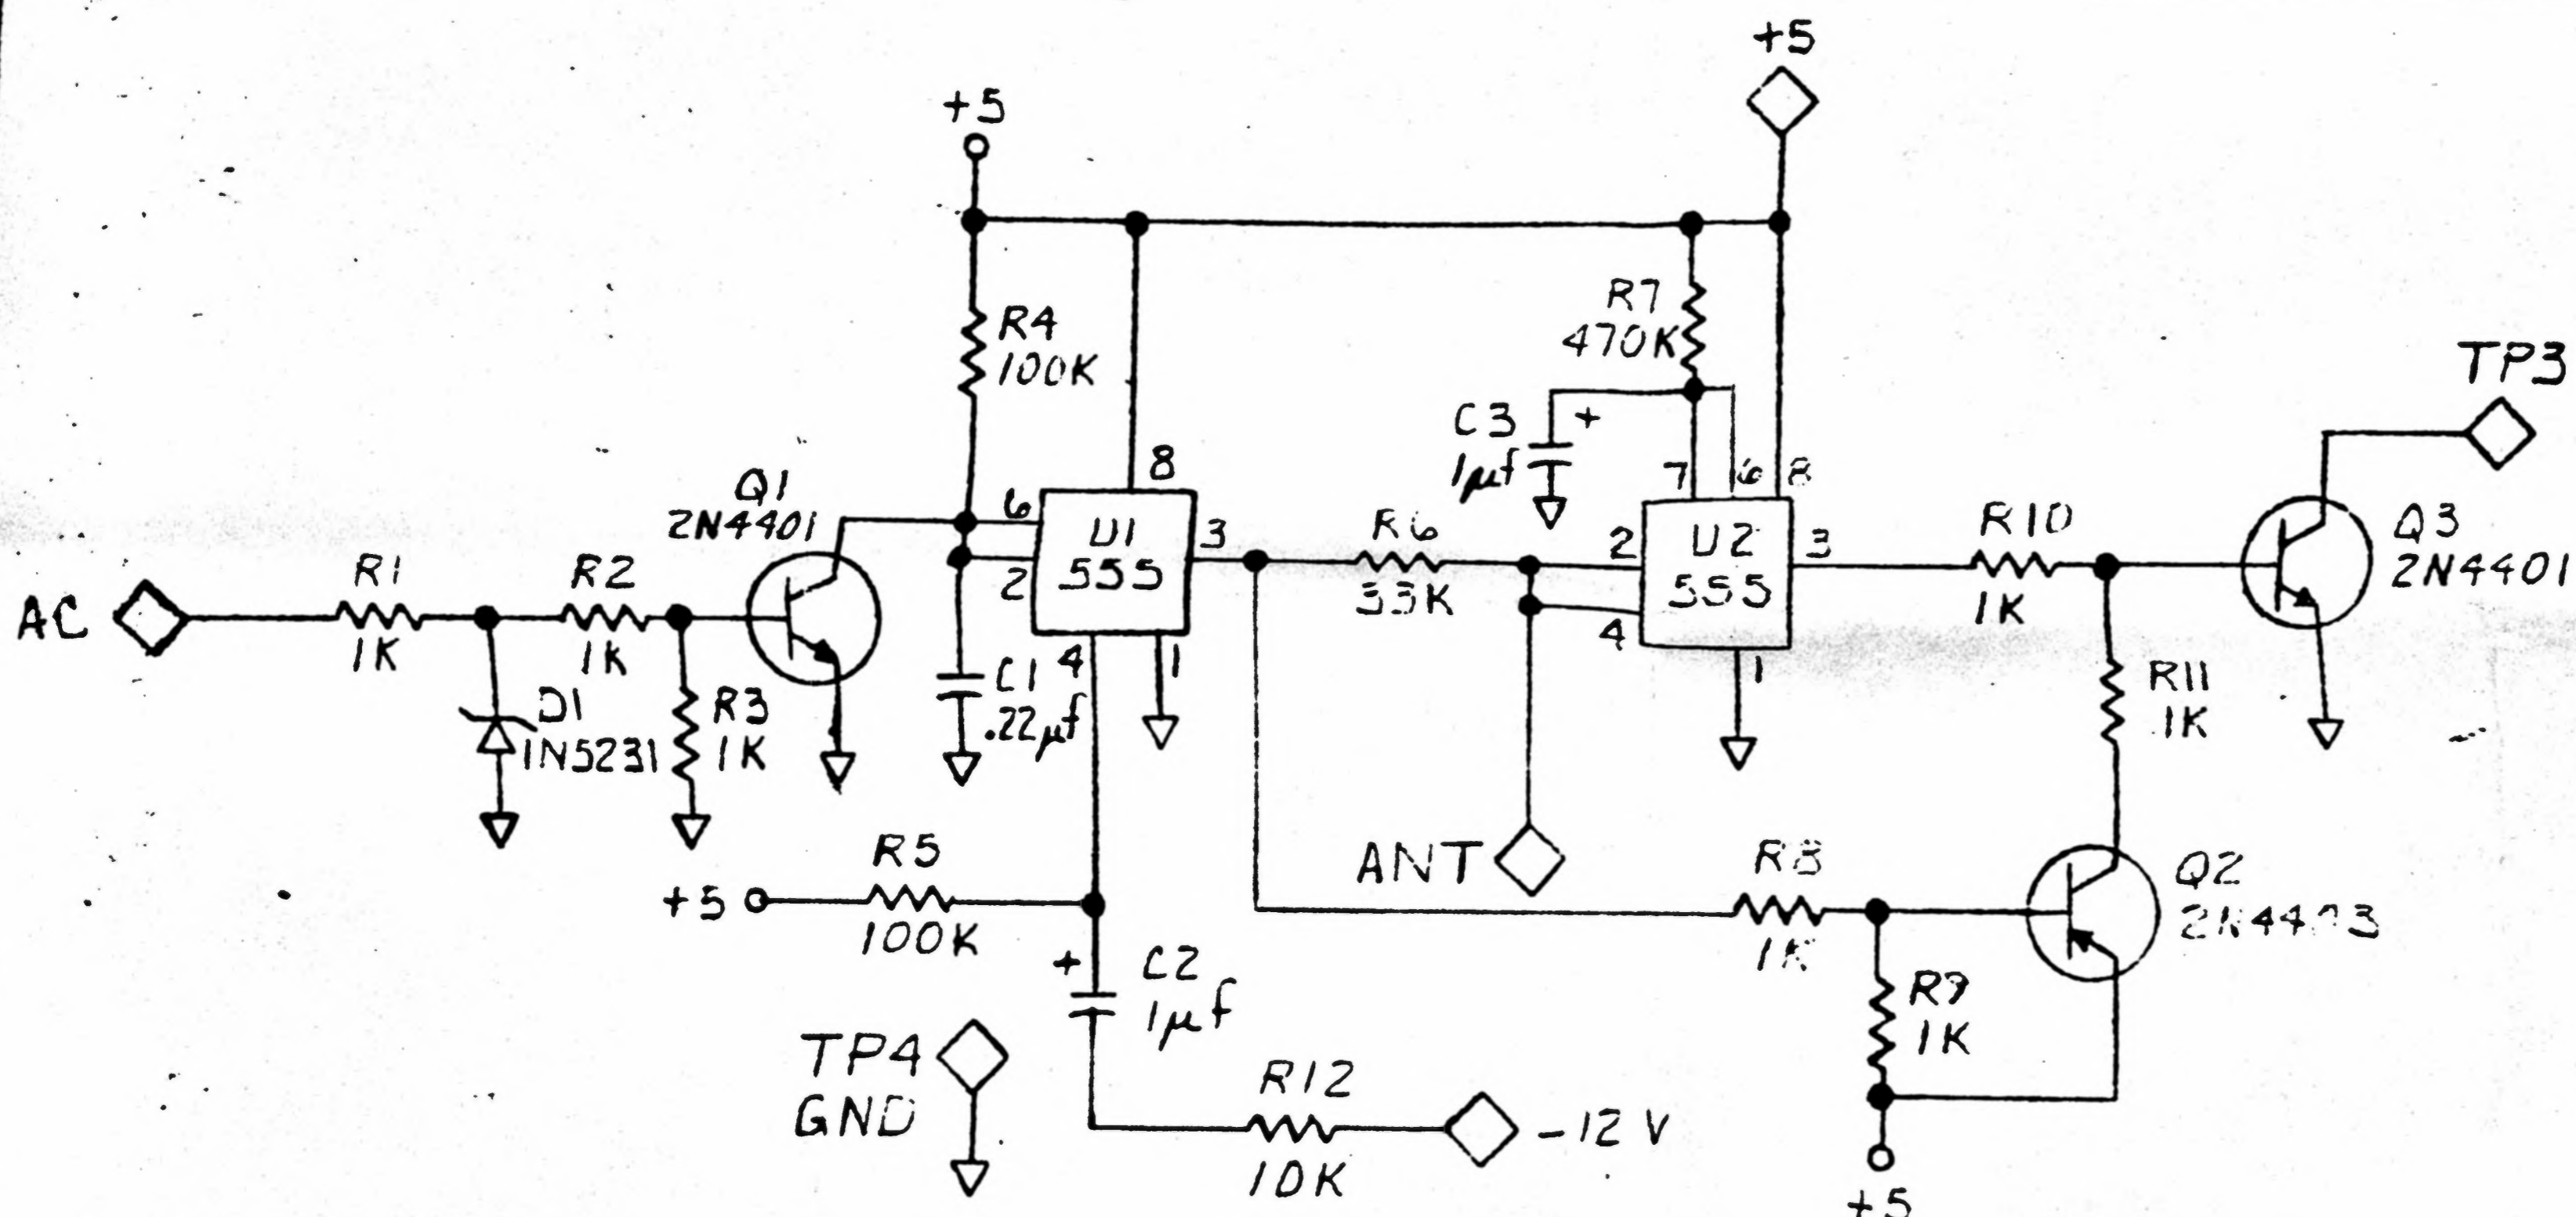 +5
+5
R4
100K
R7
470K
C3 +
1µf
TP3
8
7 6 8
Q1
2N4401
6
2
U1
555
3
R6
33K
2
4
U2
555
3
R10
1K
Q3
2N4401
AC
R1
1K
R2
1K
D1
1N5231
R3
1K
C1
.22µf
4 1
1
R11
1K
ANT
R5
+5
100K
R8
1K
Q2
+ C2
1µf
R9
1K
TP4
GND
R12
10K
-12 V
+5